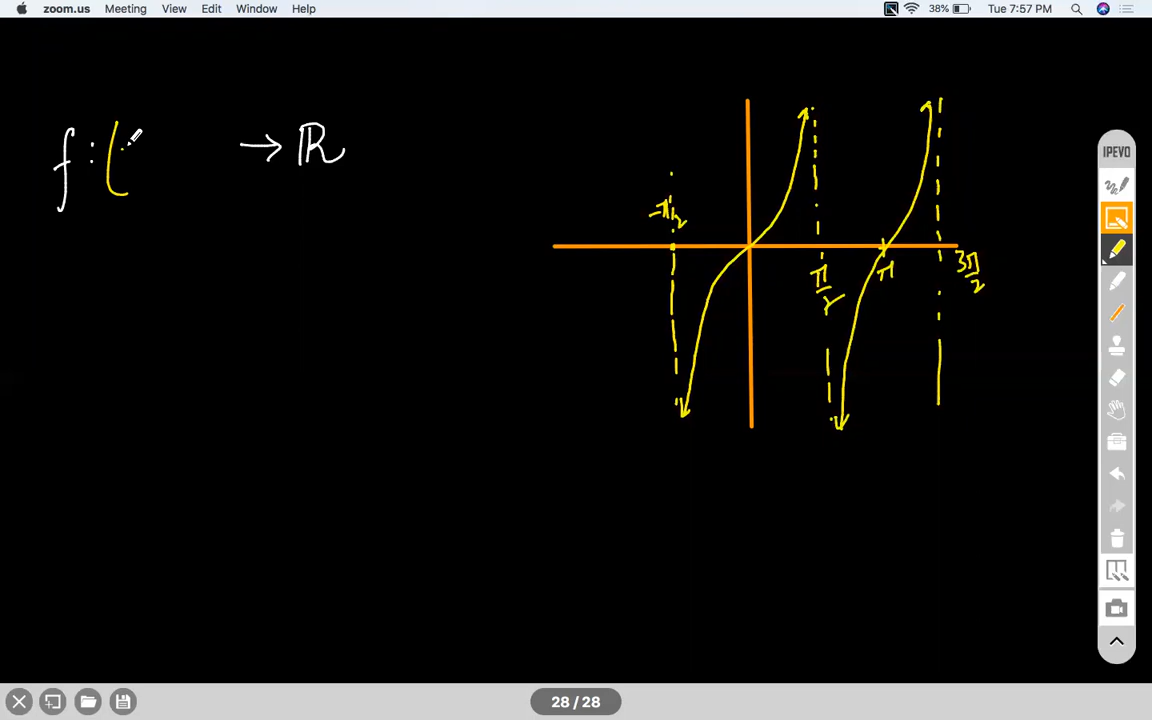 zoom.us Meeting View Edit Window Help 38% Tue 7:57 PM
f : ( → ℝ
IPEVO
-π/2
π/2
π
3π/2
28 / 28